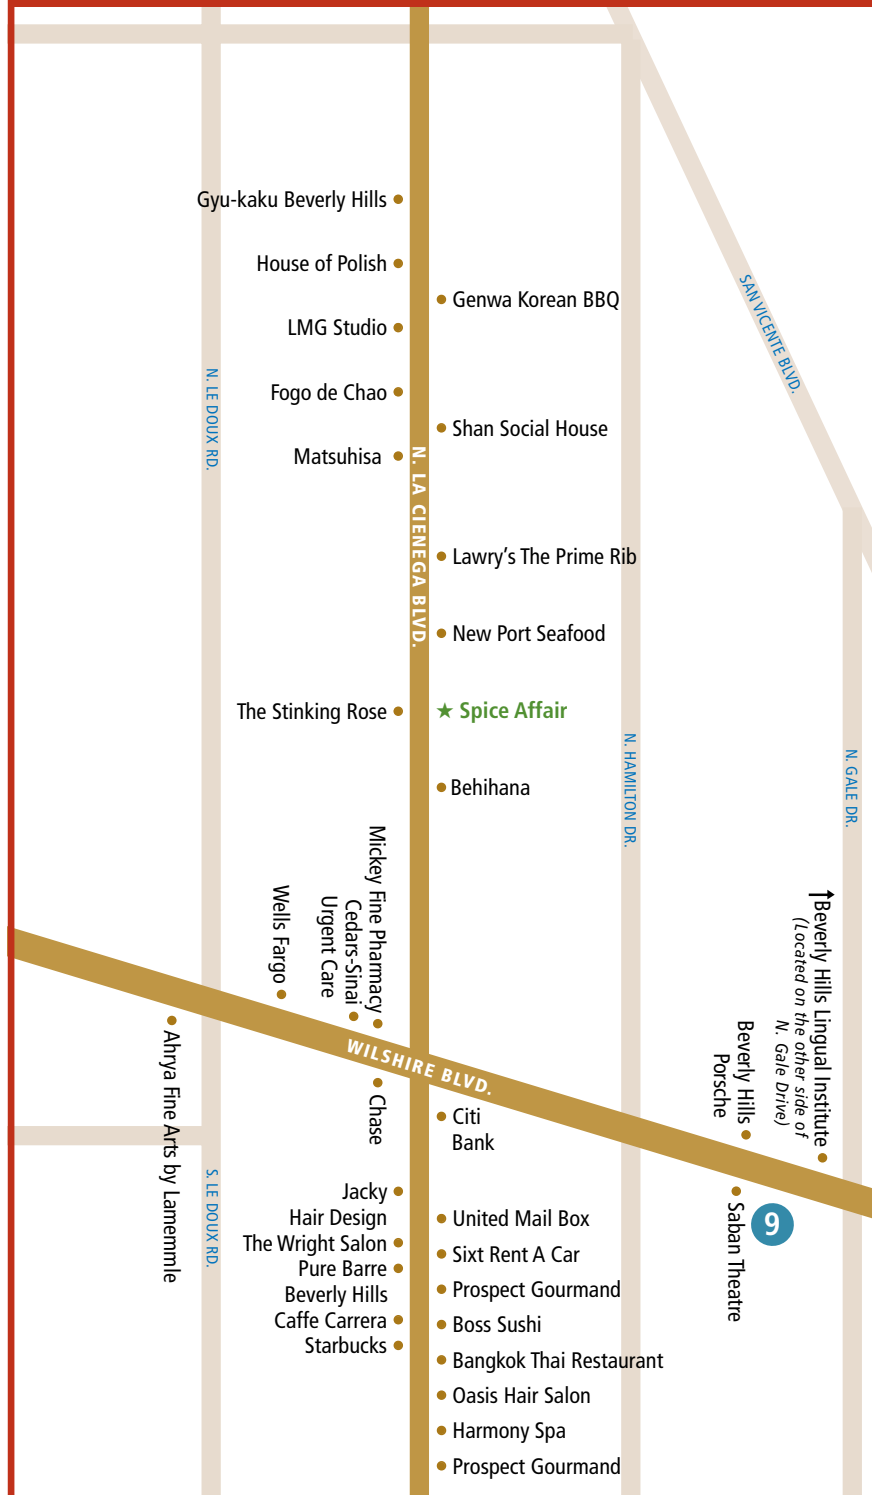 Gyu-kaku Beverly Hills
House of Polish
Genwa Korean BBQ
SAN VICENTE BLVD.
LMG Studio
N. LE DOUX RD.
Fogo de Chao
Shan Social House
Matsuhisa
N. LA CIENEGA BLVD.
Lawry's The Prime Rib
New Port Seafood
The Stinking Rose
★ Spice Affair
N. HAMILTON DR.
N. GALE DR.
Behihana
Mickey Fine Pharmacy
Cedars-Sinai
Urgent Care
Wells Fargo
↑Beverly Hills Lingual Institute
(Located on the other side of
N. Gale Drive)
Beverly Hills
Porsche
WILSHIRE BLVD.
Ahrya Fine Arts by Lamemmle
Chase
Citi
Bank
S. LE DOUX RD.
Jacky
Hair Design
The Wright Salon
Pure Barre
Beverly Hills
Caffe Carrera
Starbucks
United Mail Box
Sixt Rent A Car
Prospect Gourmand
Boss Sushi
Bangkok Thai Restaurant
Oasis Hair Salon
Harmony Spa
Prospect Gourmand
Saban Theatre
9